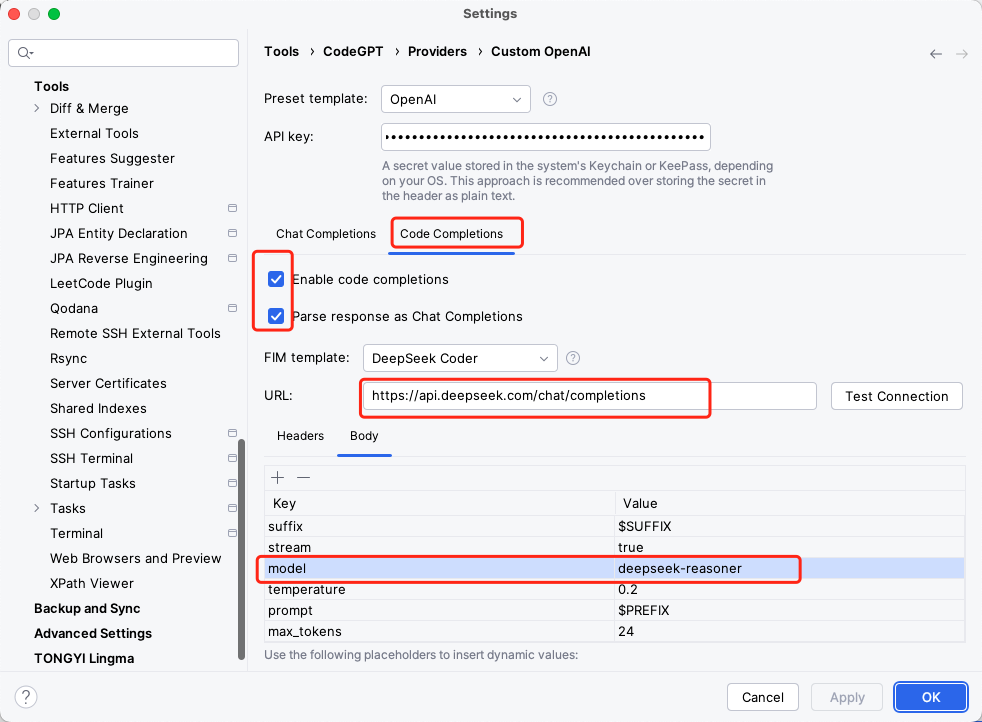 Settings
Tools › CodeGPT › Providers › Custom OpenAI
Tools
Diff & Merge
External Tools
Features Suggester
Features Trainer
HTTP Client
JPA Entity Declaration
JPA Reverse Engineering
LeetCode Plugin
Qodana
Remote SSH External Tools
Rsync
Server Certificates
Shared Indexes
SSH Configurations
SSH Terminal
Startup Tasks
Tasks
Terminal
Web Browsers and Preview
XPath Viewer
Backup and Sync
Advanced Settings
TONGYI Lingma
Preset template: OpenAI ?
API key: ••••••••••••••••••••••••••••••••••••••••••••••••••
A secret value stored in the system's Keychain or KeePass, depending
on your OS. This approach is recommended over storing the secret in
the header as plain text.
Chat Completions Code Completions
Enable code completions
Parse response as Chat Completions
FIM template: DeepSeek Coder ?
URL: https://api.deepseek.com/chat/completions Test Connection
Headers Body
Key Value
suffix $SUFFIX
stream true
model deepseek-reasoner
temperature 0.2
prompt $PREFIX
max_tokens 24
Use the following placeholders to insert dynamic values:
? Cancel Apply OK